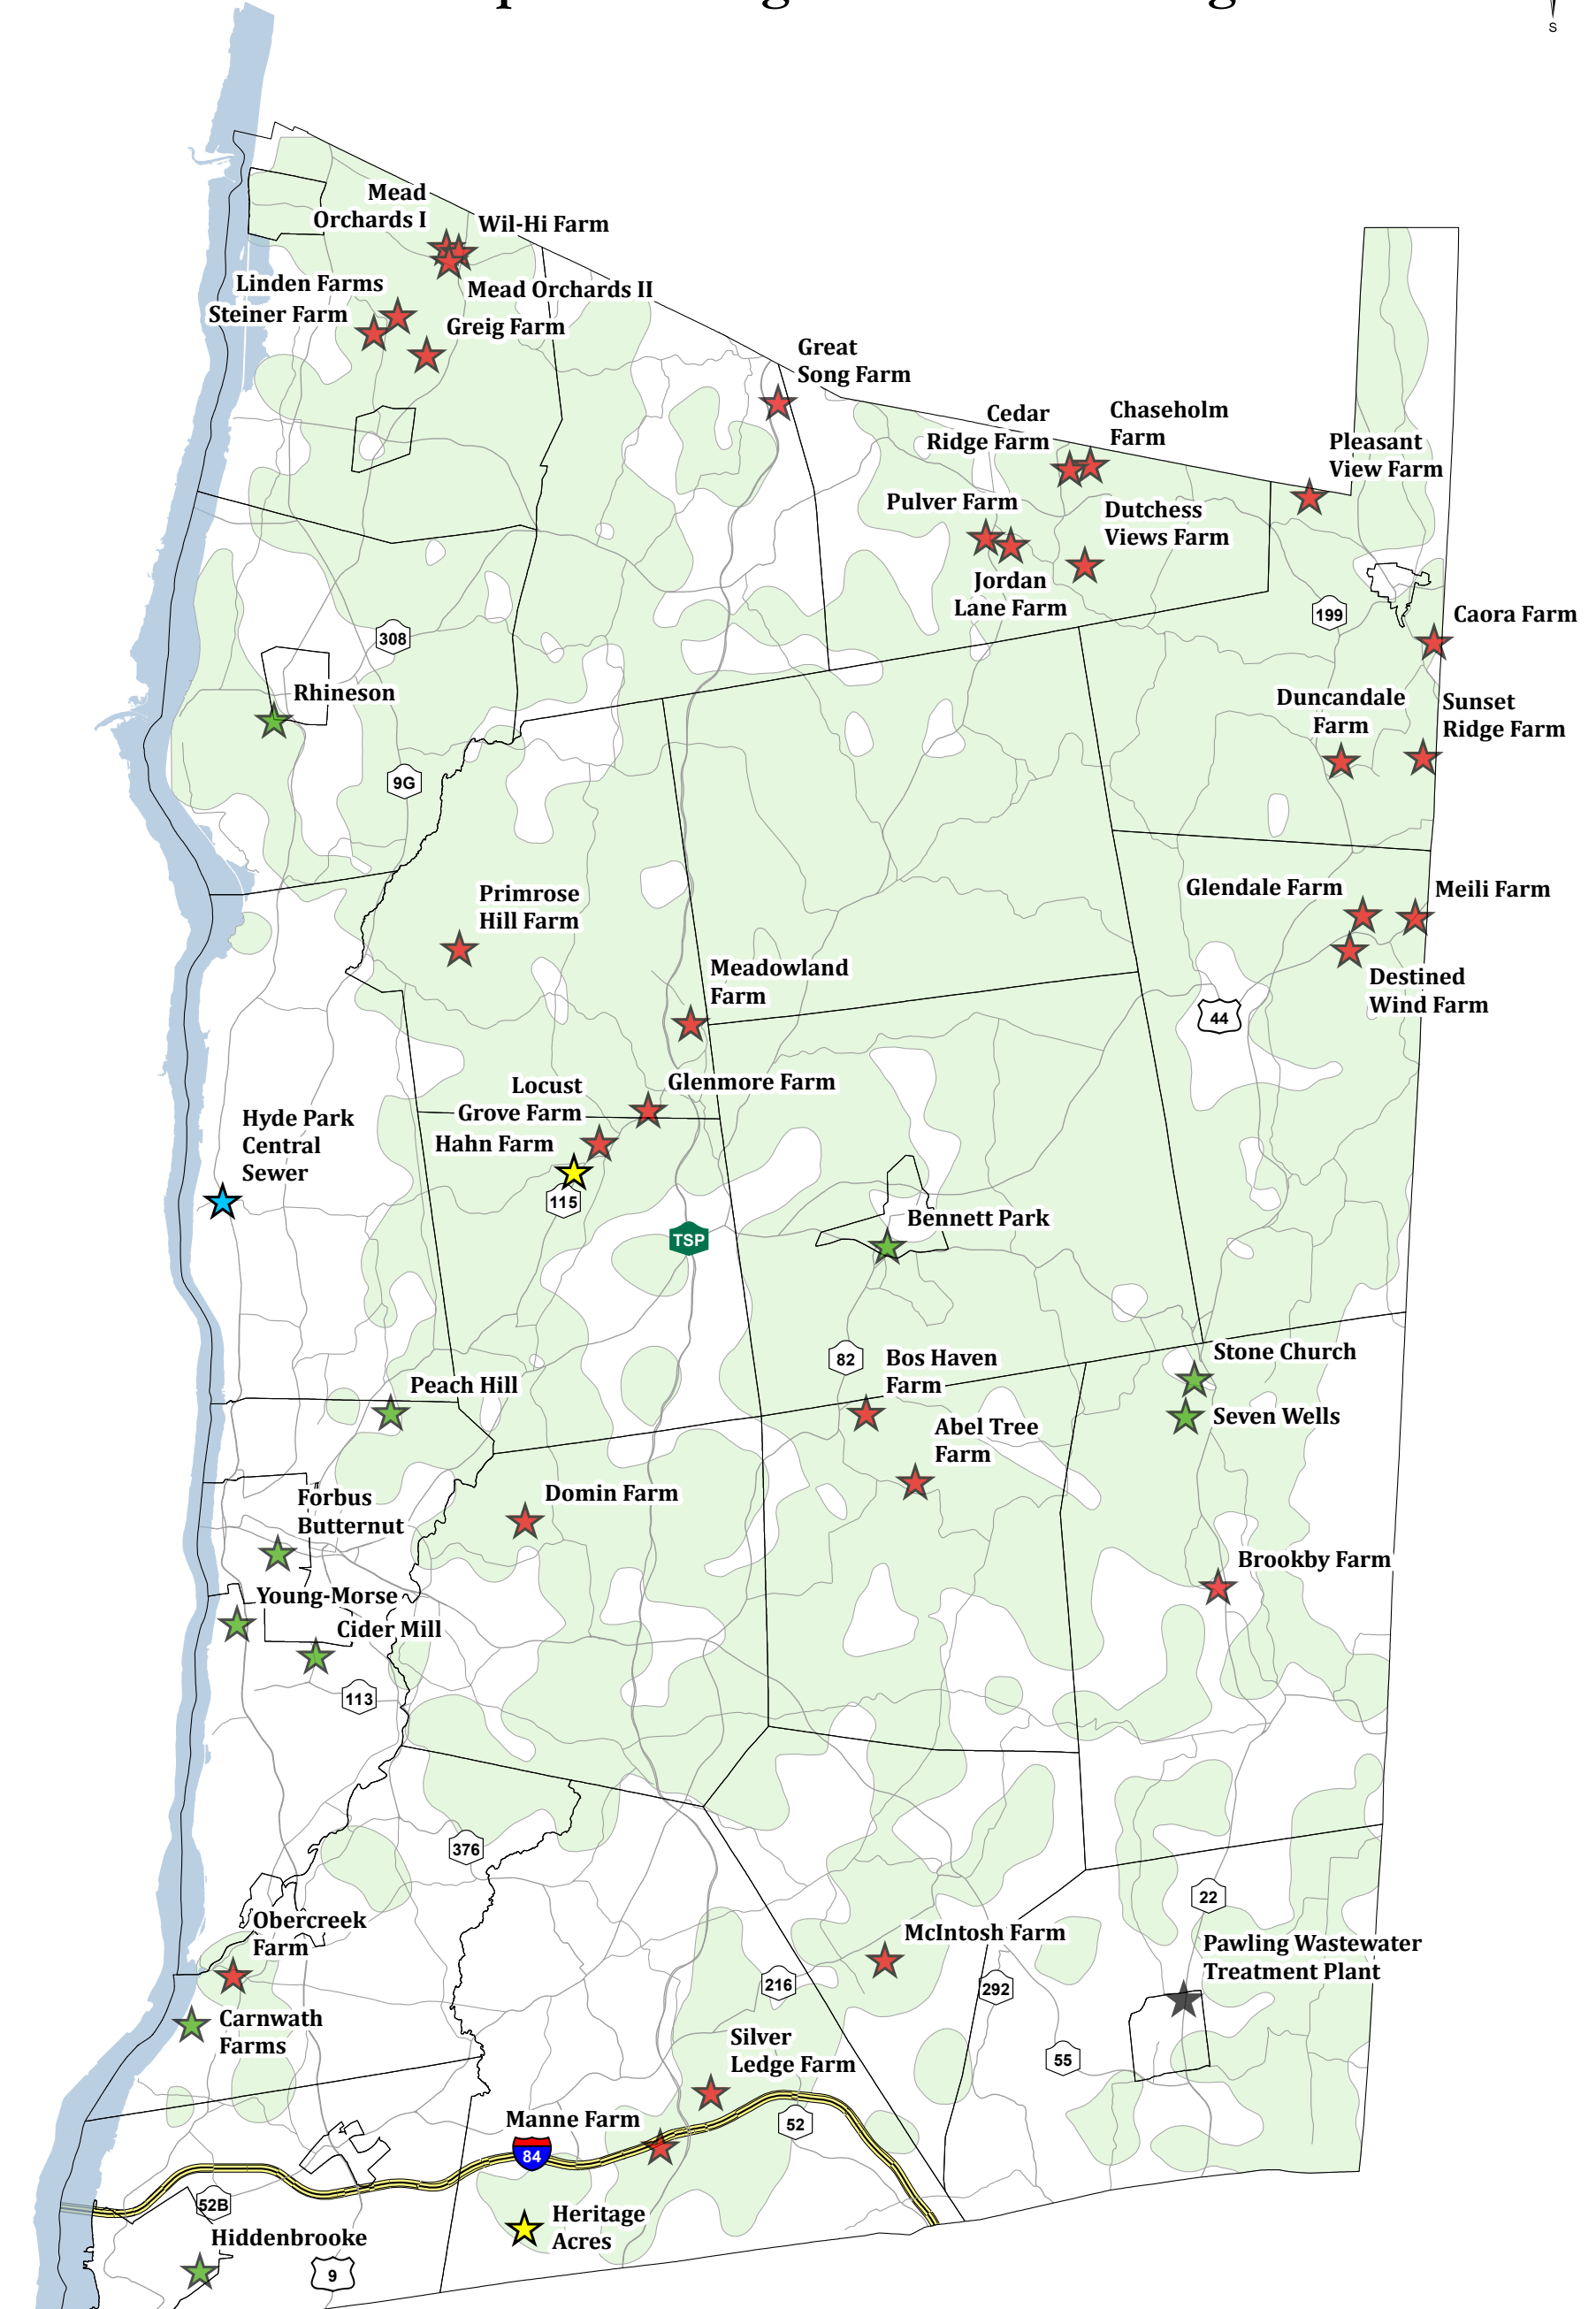 S
Mead
Orchards I
Wil-Hi Farm
Linden Farms
Mead Orchards II
Steiner Farm
Greig Farm
Great
Song Farm
Cedar
Ridge Farm
Chaseholm
Farm
Pleasant
View Farm
Pulver Farm
Dutchess
Views Farm
Jordan
Lane Farm
199
Caora Farm
308
Rhineson
Duncandale
Farm
Sunset
Ridge Farm
9G
Primrose
Hill Farm
Glendale Farm
Meili Farm
Meadowland
Farm
Destined
Wind Farm
44
Locust
Grove Farm
Glenmore Farm
Hyde Park
Central
Sewer
Hahn Farm
115
TSP
Bennett Park
82
Bos Haven
Farm
Stone Church
Peach Hill
Seven Wells
Abel Tree
Farm
Domin Farm
Forbus
Butternut
Brookby Farm
Young-Morse
Cider Mill
113
376
22
Obercreek
Farm
McIntosh Farm
Pawling Wastewater
Treatment Plant
216
292
Carnwath
Farms
55
Silver
Ledge Farm
Manne Farm
52
84
52B
Heritage
Acres
Hiddenbrooke
9